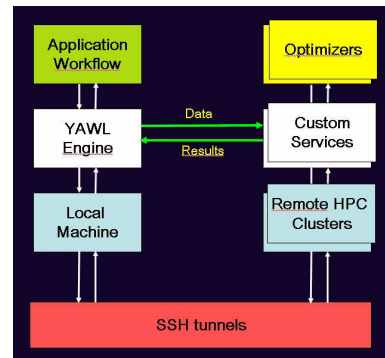 Application
Workflow
Optimizers
YAWL
Engine
Data
Results
Custom
Services
Local
Machine
Remote HPC
Clusters
SSH tunnels